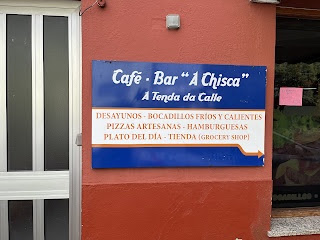 Café - Bar "A Chisca"
A Tenda da Calle
DESAYUNOS - BOCADILLOS FRÍOS Y CALIENTES
PIZZAS ARTESANAS - HAMBURGUESAS
PLATO DEL DÍA - TIENDA (GROCERY SHOP)